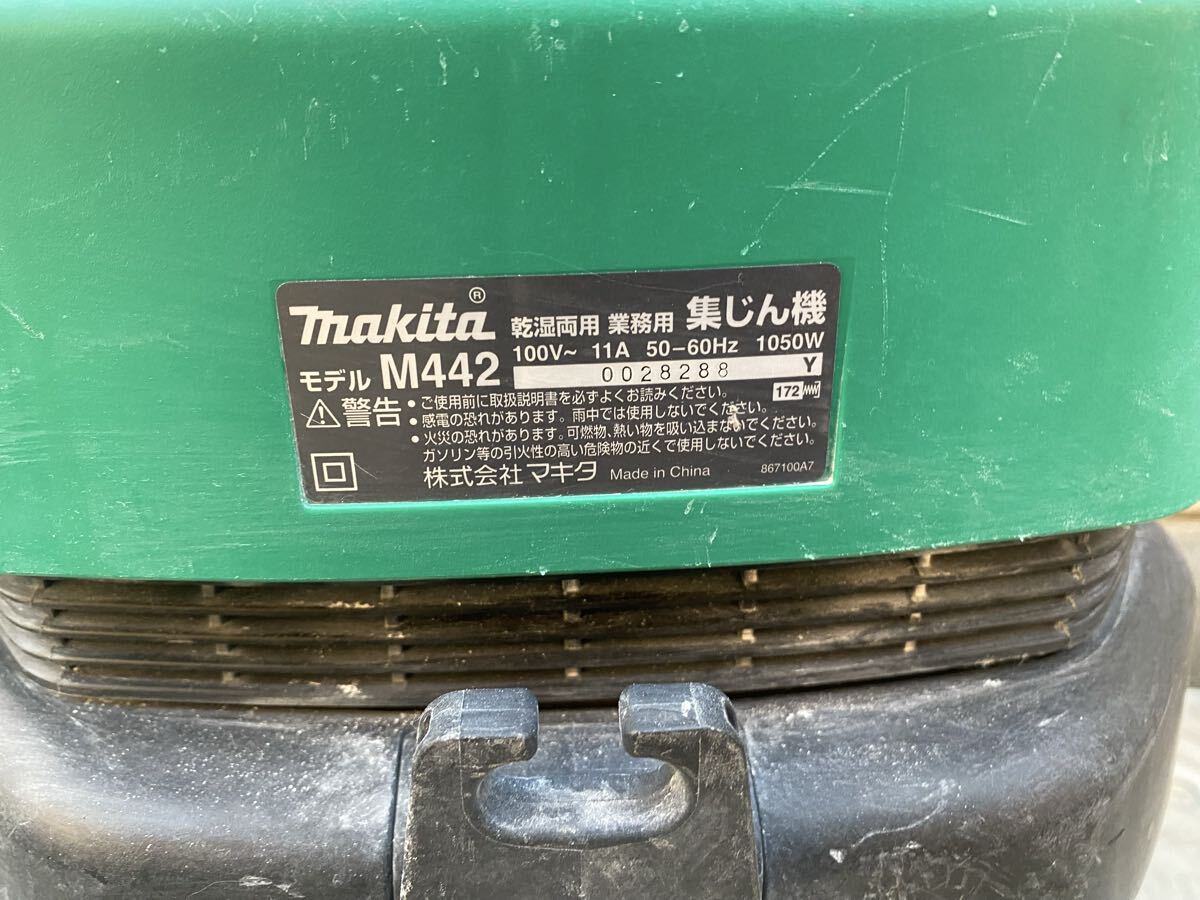 makita®
乾湿両用 業務用 集じん機
100V~ 11A 50-60Hz 1050W
モデル M442
0028288 Y
172
⚠警告
• ご使用前に取扱説明書を必ずよくお読みください。
• 感電の恐れがあります。雨中では使用しないでください。
• 火災の恐れがあります。可燃物、熱い物を吸い込まないでください。
ガソリン等の引火性の高い危険物の近くで使用しないでください。
株式会社 マキタ Made in China 867100A7